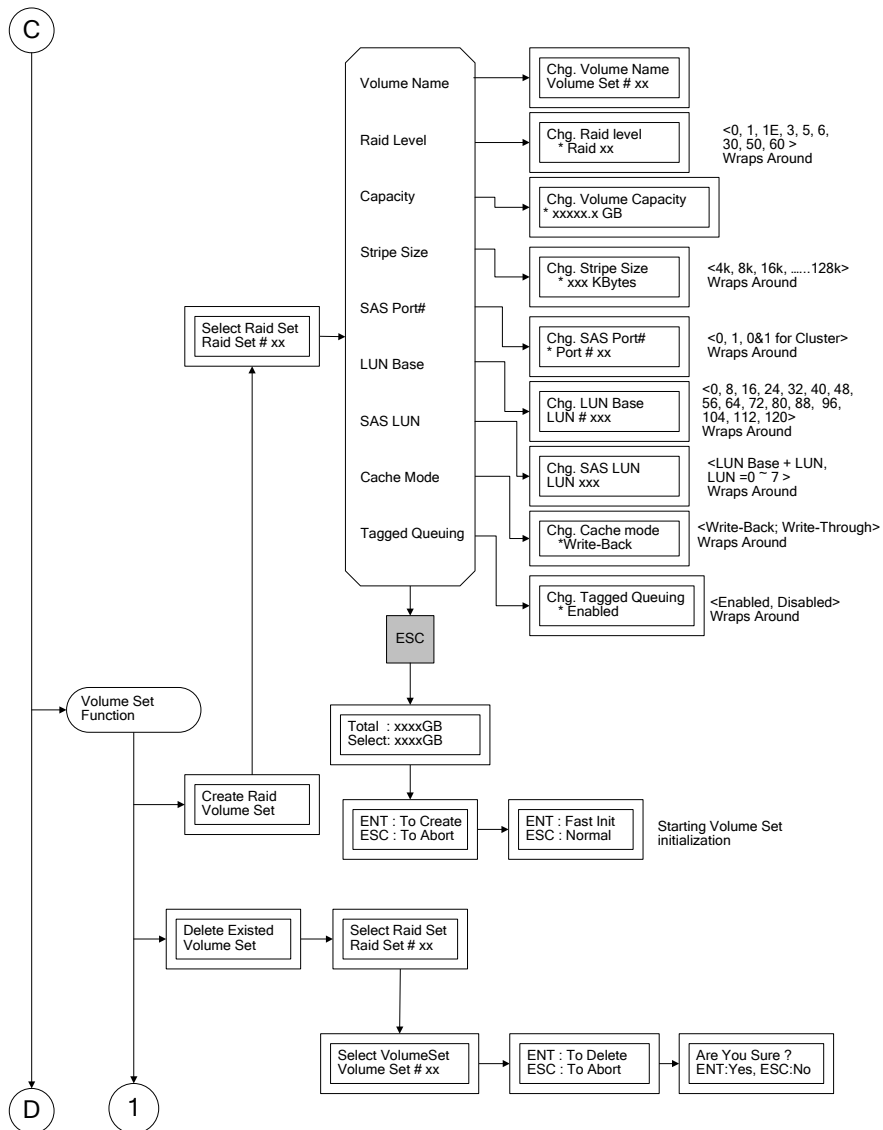 C
Volume Name
Chg. Volume Name
Volume Set # xx
Raid Level
Chg. Raid level
* Raid xx
<0, 1, 1E, 3, 5, 6,
30, 50, 60 >
Wraps Around
Capacity
Chg. Volume Capacity
* xxxxx.x GB
Stripe Size
Chg. Stripe Size
* xxx KBytes
<4k, 8k, 16k, …...128k>
Wraps Around
Select Raid Set
Raid Set # xx
SAS Port#
Chg. SAS Port#
* Port # xx
<0, 1, 0&1 for Cluster>
Wraps Around
LUN Base
Chg. LUN Base
LUN # xxx
<0, 8, 16, 24, 32, 40, 48,
56, 64, 72, 80, 88, 96,
104, 112, 120>
Wraps Around
SAS LUN
Chg. SAS LUN
LUN xxx
<LUN Base + LUN,
LUN =0 ~ 7 >
Wraps Around
Cache Mode
Chg. Cache mode
*Write-Back
<Write-Back; Write-Through>
Wraps Around
Tagged Queuing
Chg. Tagged Queuing
* Enabled
<Enabled, Disabled>
Wraps Around
ESC
Volume Set
Function
Total : xxxxGB
Select: xxxxGB
Create Raid
Volume Set
ENT : To Create
ESC : To Abort
ENT : Fast Init
ESC : Normal
Starting Volume Set
initialization
Delete Existed
Volume Set
Select Raid Set
Raid Set # xx
Select VolumeSet
Volume Set # xx
ENT : To Delete
ESC : To Abort
Are You Sure ?
ENT:Yes, ESC:No
D
1